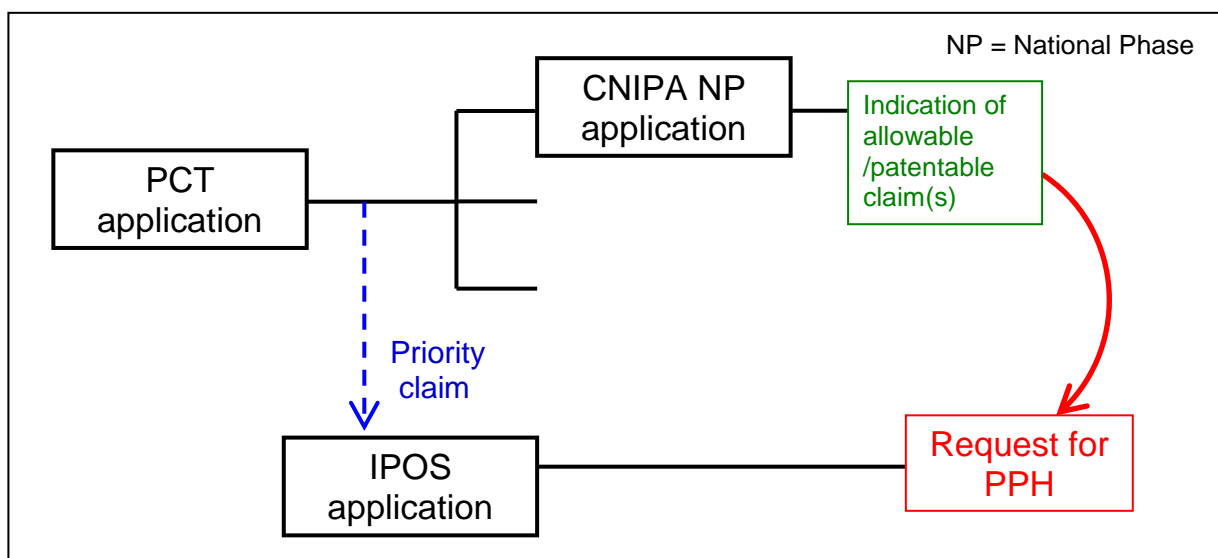 NP = National Phase
CNIPA NP
application
Indication of
allowable
/patentable
claim(s)
PCT
application
Priority
claim
IPOS
application
Request for
PPH